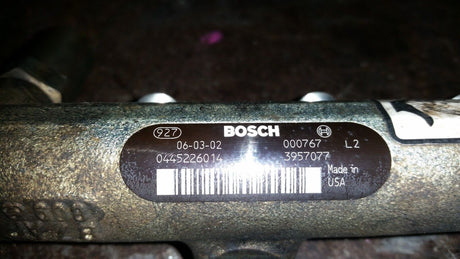 927 BOSCH
06-03-02 000767 L2
0445226014 3957077
Made in
USA